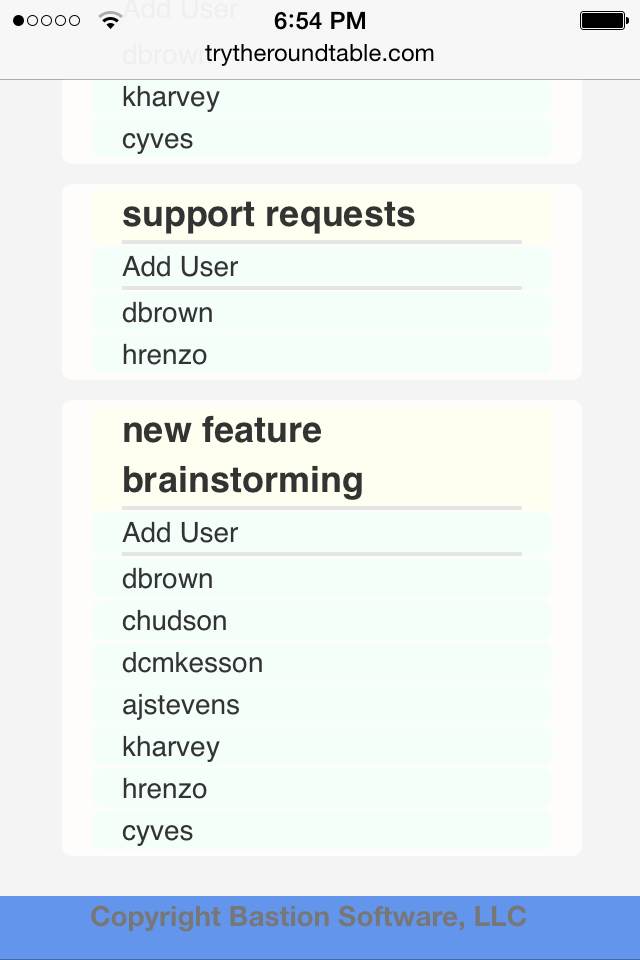 Add User
6:54 PM
dbrown
trytheroundtable.com
kharvey
cyves
support requests
Add User
dbrown
hrenzo
new feature
brainstorming
Add User
dbrown
chudson
dcmkesson
ajstevens
kharvey
hrenzo
cyves
Copyright Bastion Software, LLC